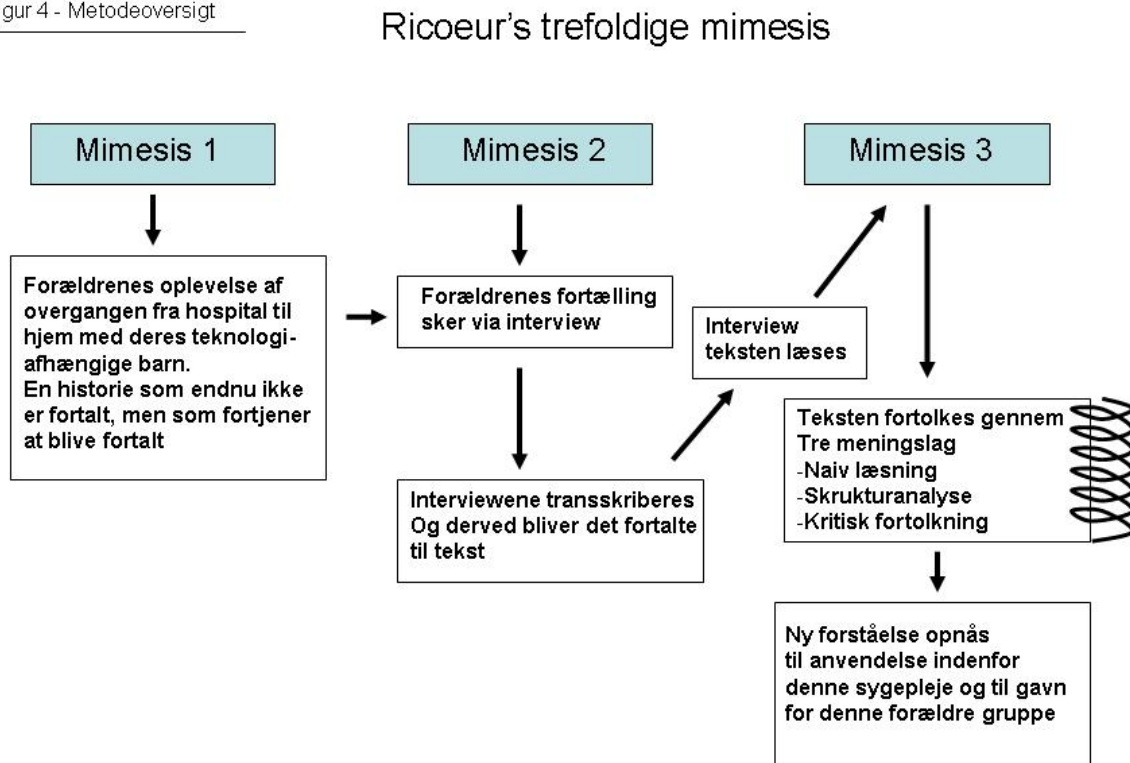 gur 4 - Metodeoversigt
Ricoeur's trefoldige mimesis
Mimesis 1
Forældrenes oplevelse af
overgangen fra hospital til
hjem med deres teknologi-
afhængige barn.
En historie som endnu ikke
er fortalt, men som fortjener
at blive fortalt
Mimesis 2
Forældrenes fortælling
sker via interview
Interviewene transskriberes
Og derved bliver det fortalte
til tekst
Interview
teksten læses
Mimesis 3
Teksten fortolkes gennem
Tre meningslag
-Naiv læsning
-Skrukturanalyse
-Kritisk fortolkning
Ny forståelse opnås
til anvendelse indenfor
denne sygepleje og til gavn
for denne forældre gruppe